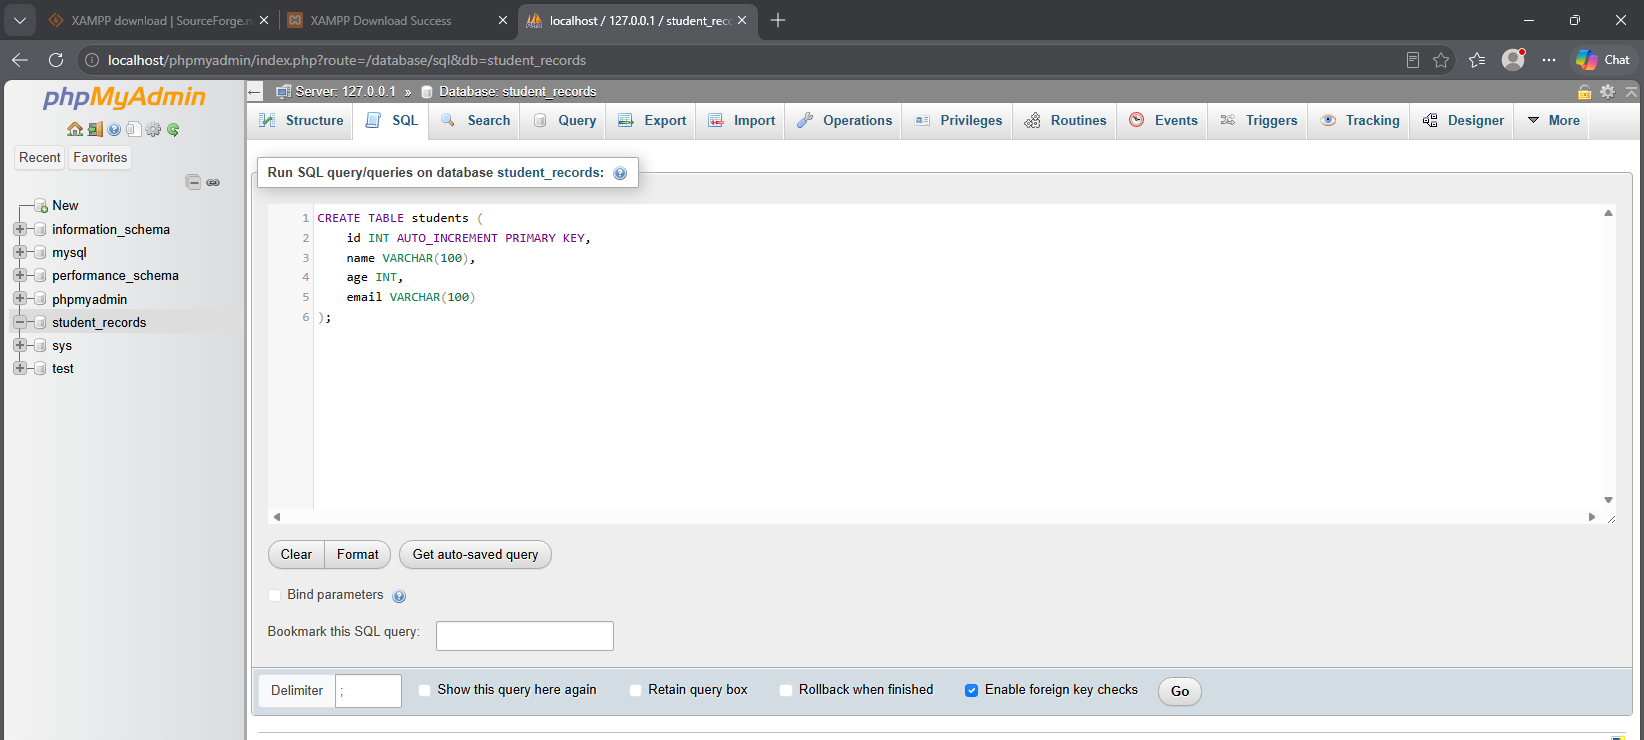 XAMPP download | SourceForge.n
XAMPP Download Success
localhost / 127.0.0.1 / student_reco
localhost/phpmyadmin/index.php?route=/database/sql&db=student_records
Chat
phpMyAdmin
Recent
Favorites
New
information_schema
mysql
performance_schema
phpmyadmin
student_records
sys
test
Server: 127.0.0.1 » Database: student_records
Structure SQL Search Query Export Import Operations Privileges Routines Events Triggers Tracking Designer More
Run SQL query/queries on database student_records:
1 CREATE TABLE students (
2 id INT AUTO_INCREMENT PRIMARY KEY,
3 name VARCHAR(100),
4 age INT,
5 email VARCHAR(100)
6 );
Clear Format Get auto-saved query
Bind parameters
Bookmark this SQL query:
Delimiter ; Show this query here again Retain query box Rollback when finished Enable foreign key checks Go